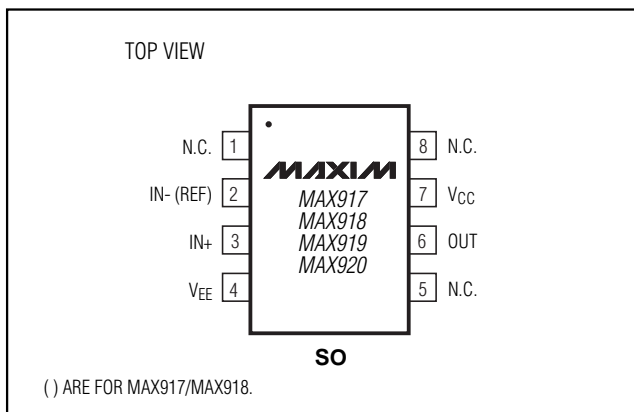 TOP VIEW
N.C. 1
IN- (REF) 2
IN+ 3
VEE 4
MAXIM
MAX917
MAX918
MAX919
MAX920
8 N.C.
7 VCC
6 OUT
5 N.C.
SO
( ) ARE FOR MAX917/MAX918.